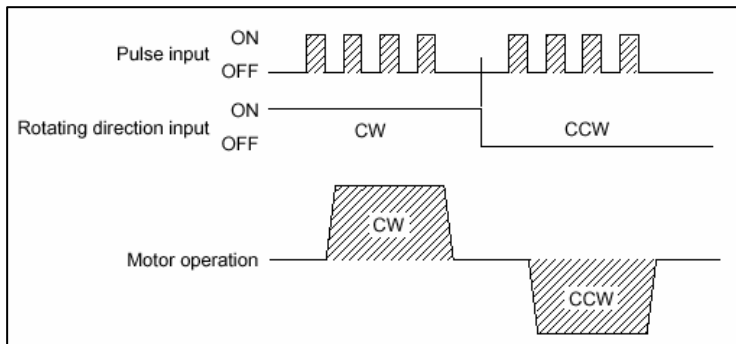 Pulse input
ON
OFF
Rotating direction input
ON
OFF
CW
CCW
Motor operation
CW
CCW